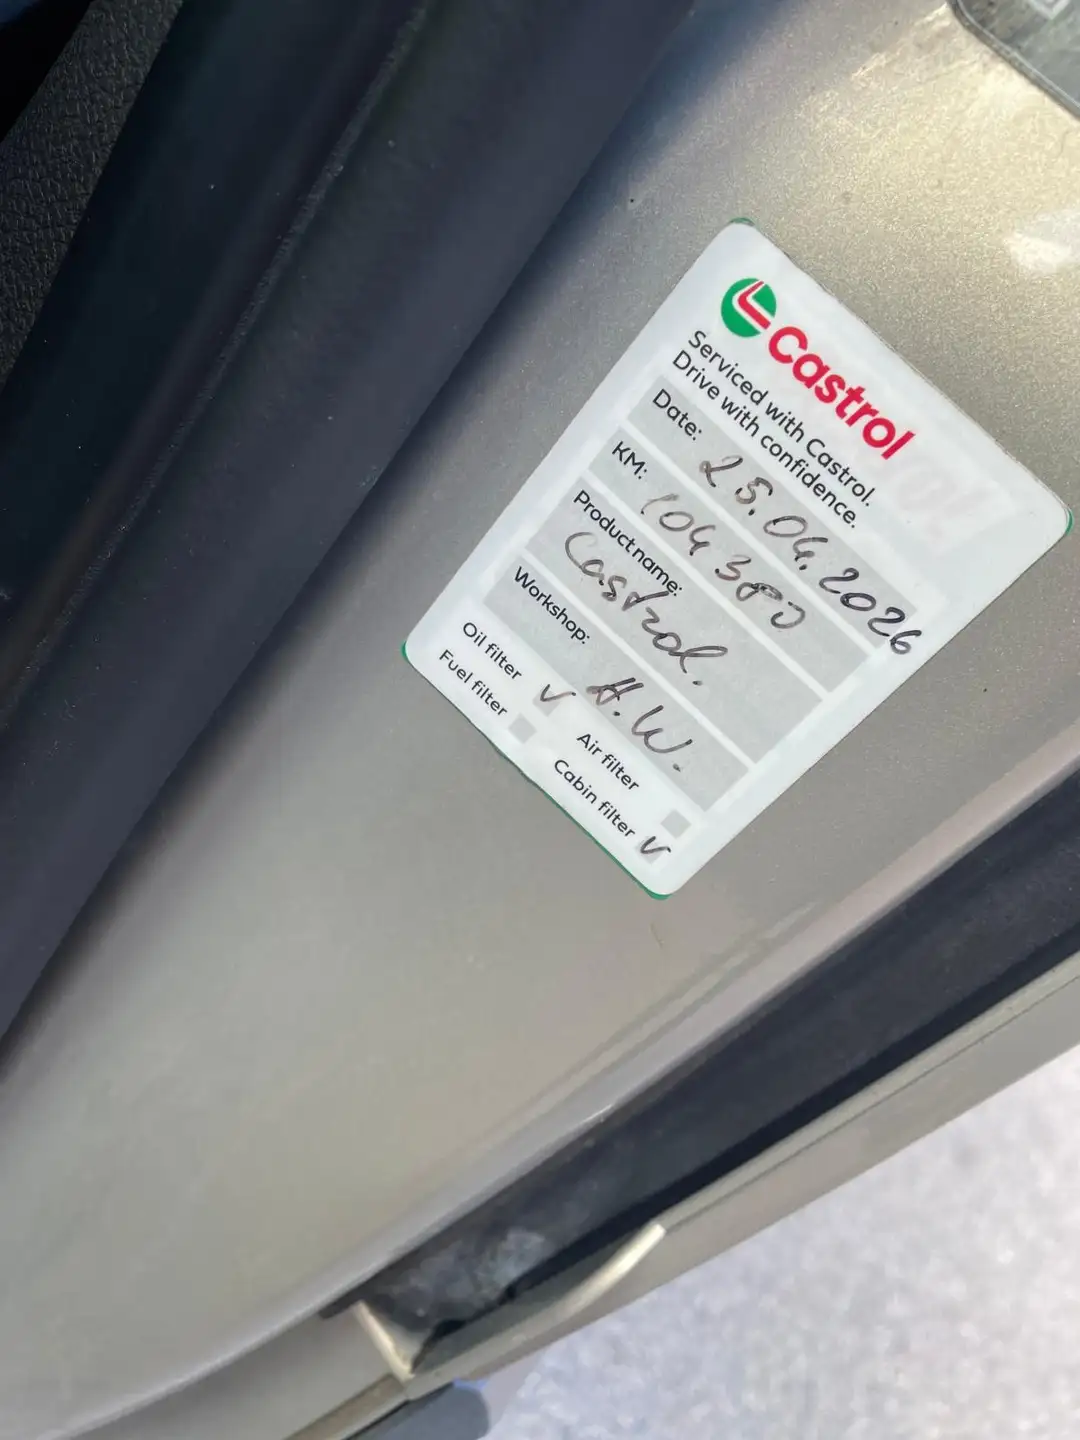 Castrol
Serviced with Castrol.
Drive with confidence.
Date: 25.04.2026
KM: 104 380
Product name: Castrol.
Workshop: H.W.
Oil filter ✓
Fuel filter
Air filter
Cabin filter ✓